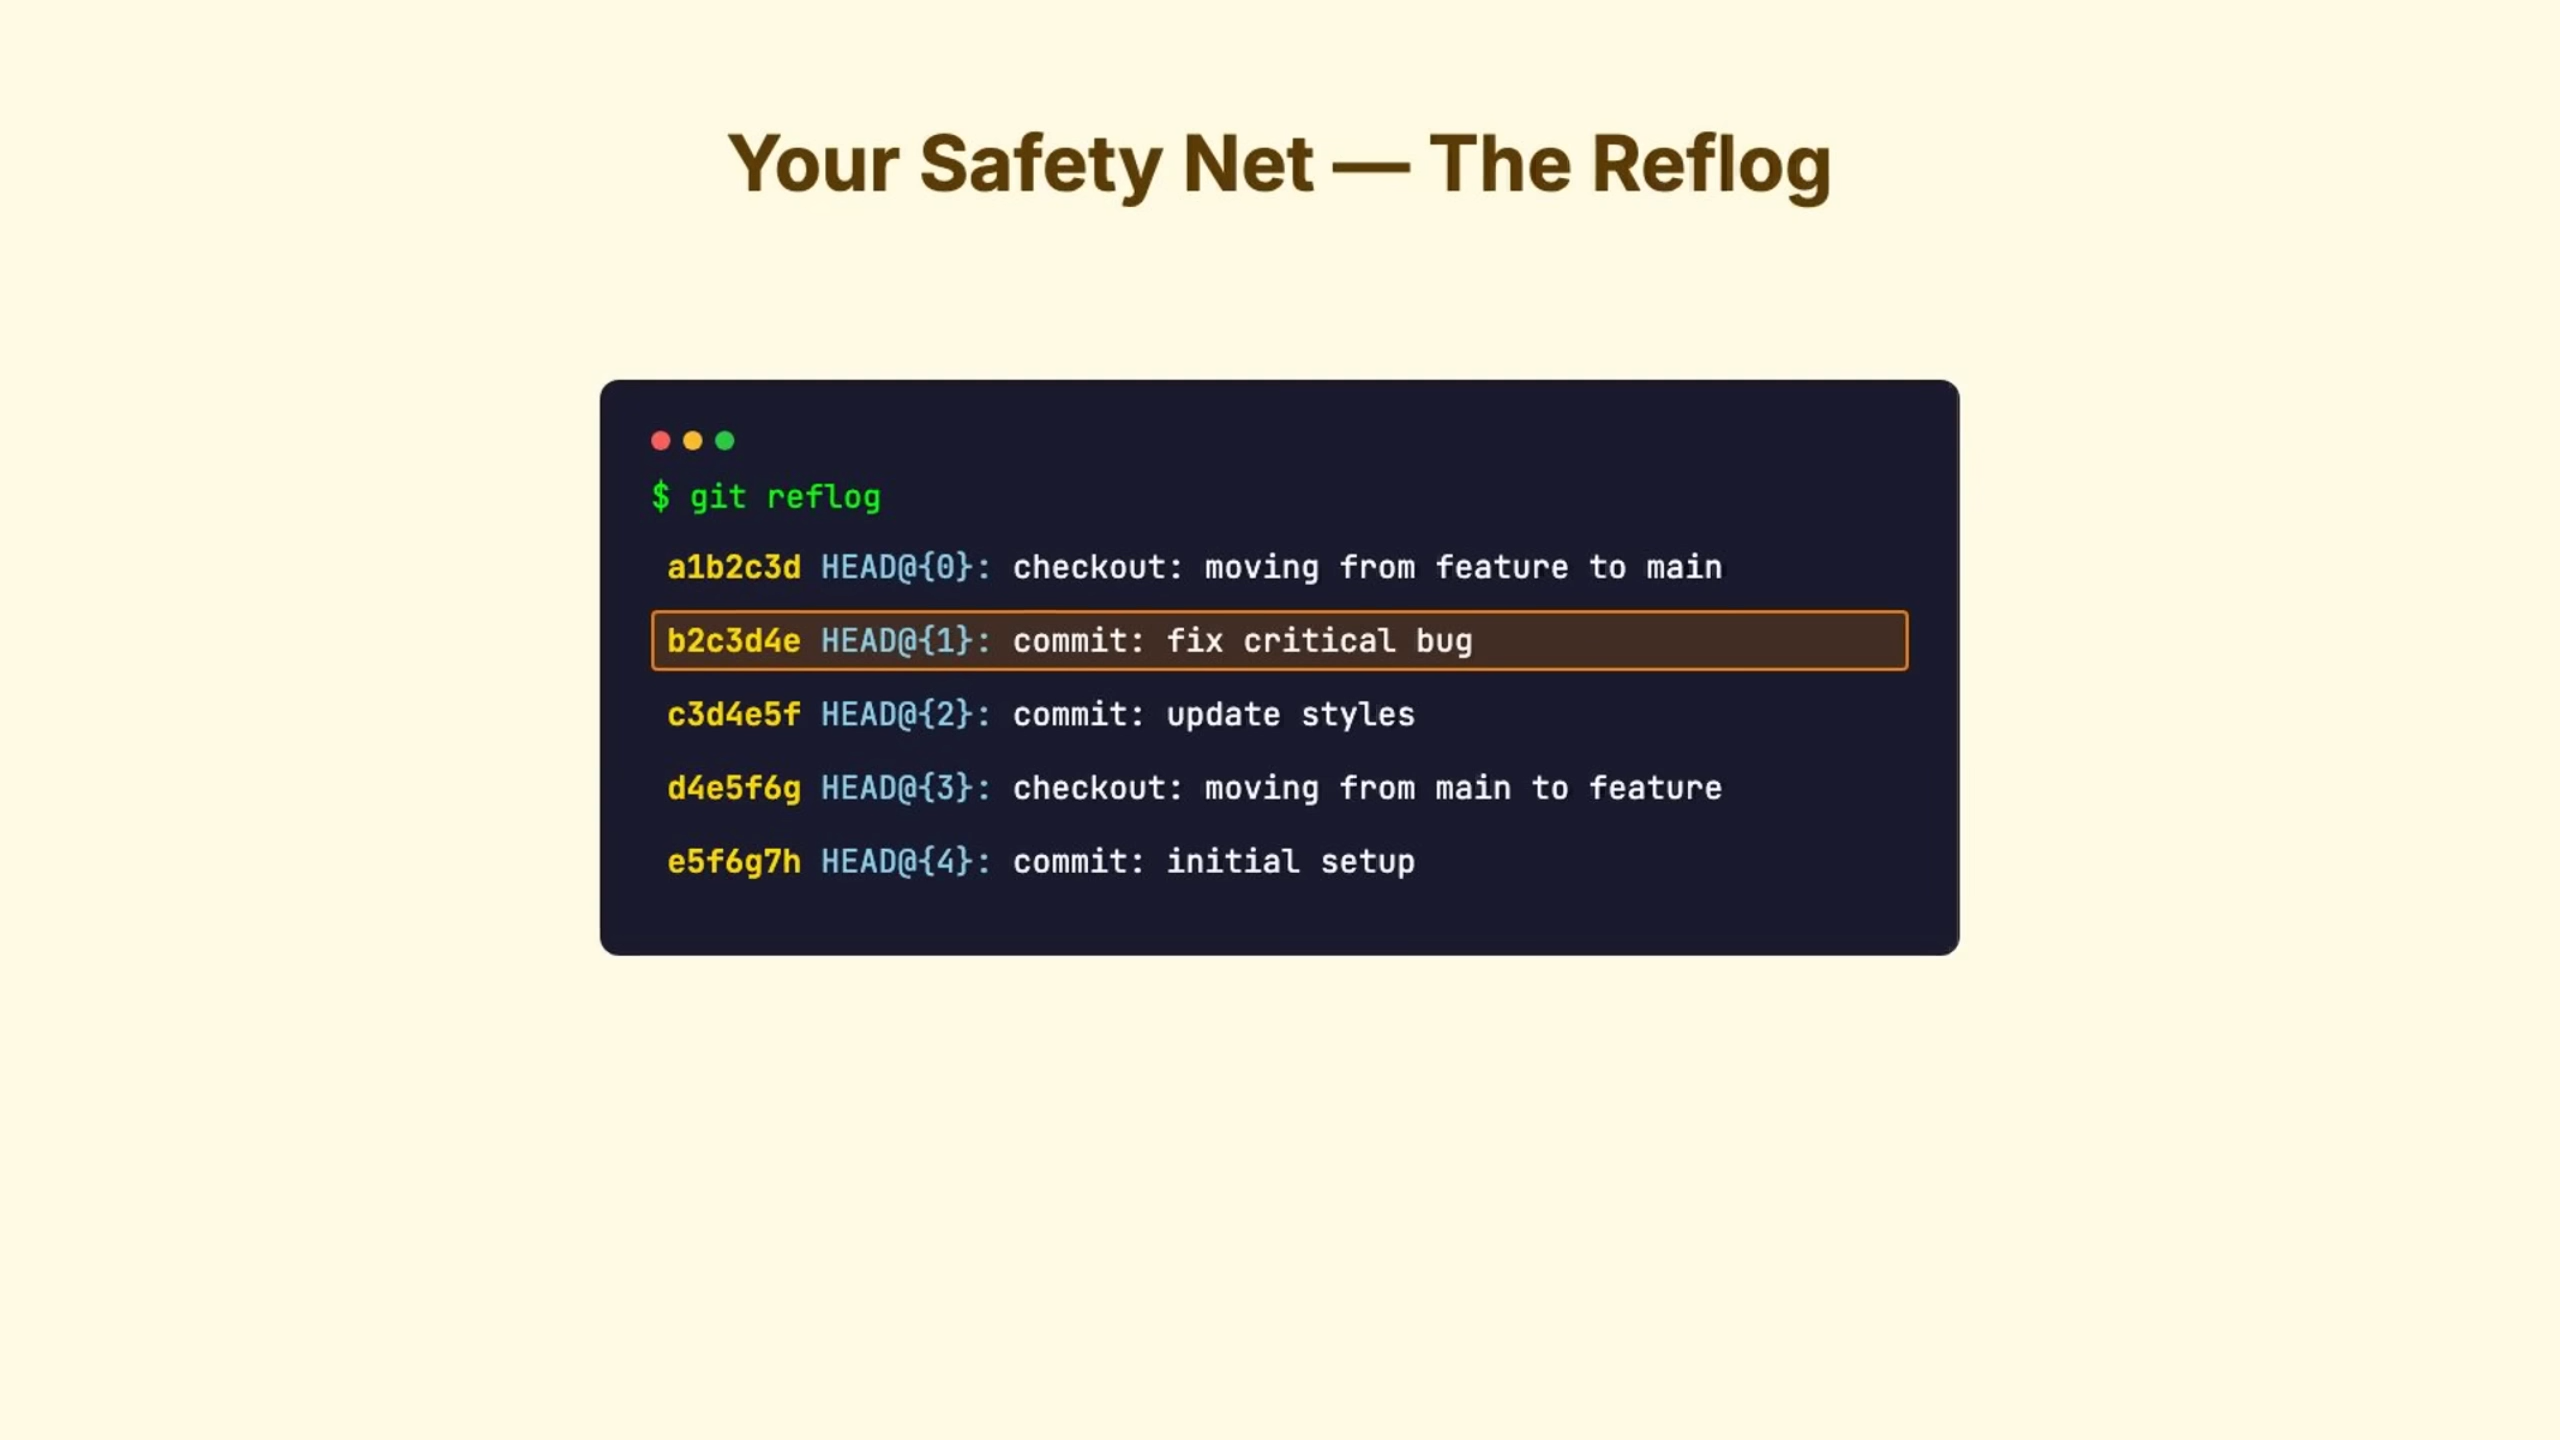 Your Safety Net — The Reflog
$ git reflog
a1b2c3d HEAD@{0}: checkout: moving from feature to main
b2c3d4e HEAD@{1}: commit: fix critical bug
c3d4e5f HEAD@{2}: commit: update styles
d4e5f6g HEAD@{3}: checkout: moving from main to feature
e5f6g7h HEAD@{4}: commit: initial setup